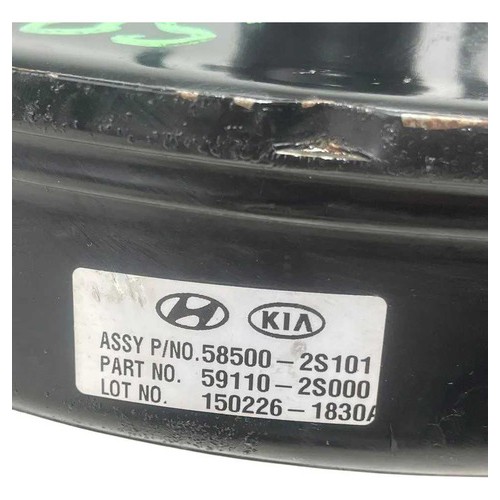 KIA
ASSY P/NO. 58500-2S101
PART NO. 59110-2S000
LOT NO. 150226-1830A